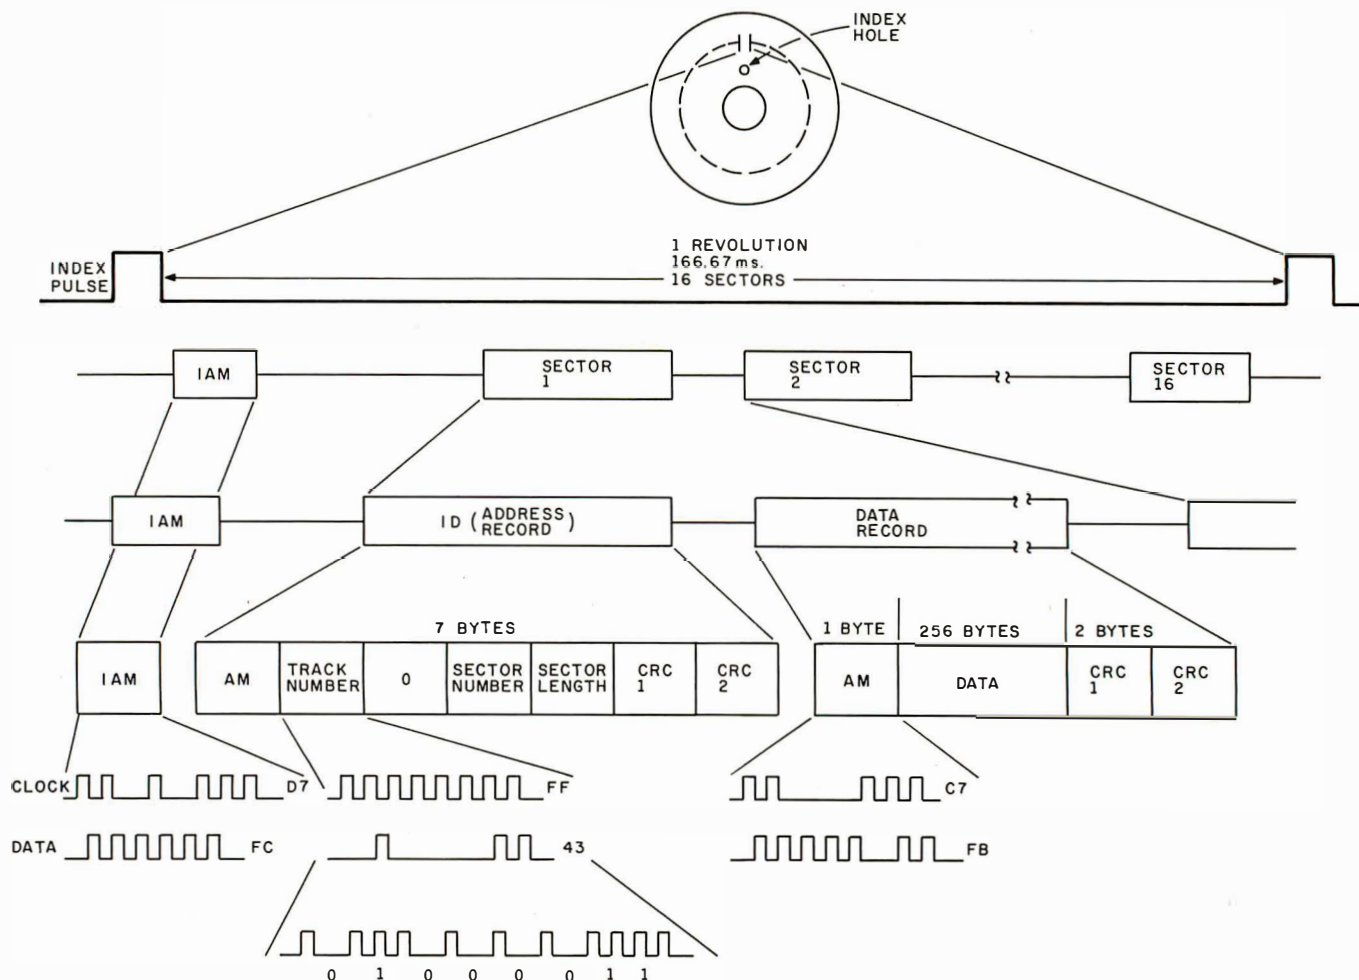 INDEX
HOLE
1 REVOLUTION
166.67 ms.
16 SECTORS
INDEX
PULSE
IAM
SECTOR
1
SECTOR
2
SECTOR
16
IAM
ID (ADDRESS
RECORD)
DATA
RECORD
7 BYTES
1 BYTE
256 BYTES
2 BYTES
IAM
AM
TRACK
NUMBER
0
SECTOR
NUMBER
SECTOR
LENGTH
CRC
1
CRC
2
AM
DATA
CRC
1
CRC
2
CLOCK
D7
FF
C7
DATA
FC
43
FB
0 1 0 0 0 0 1 1